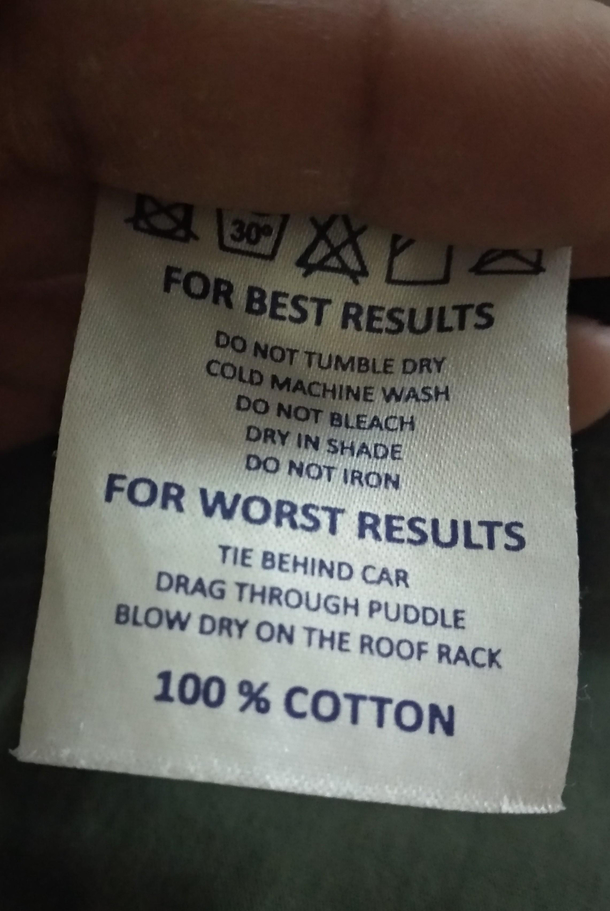 30°
FOR BEST RESULTS
DO NOT TUMBLE DRY
COLD MACHINE WASH
DO NOT BLEACH
DRY IN SHADE
DO NOT IRON
FOR WORST RESULTS
TIE BEHIND CAR
DRAG THROUGH PUDDLE
BLOW DRY ON THE ROOF RACK
100 % COTTON